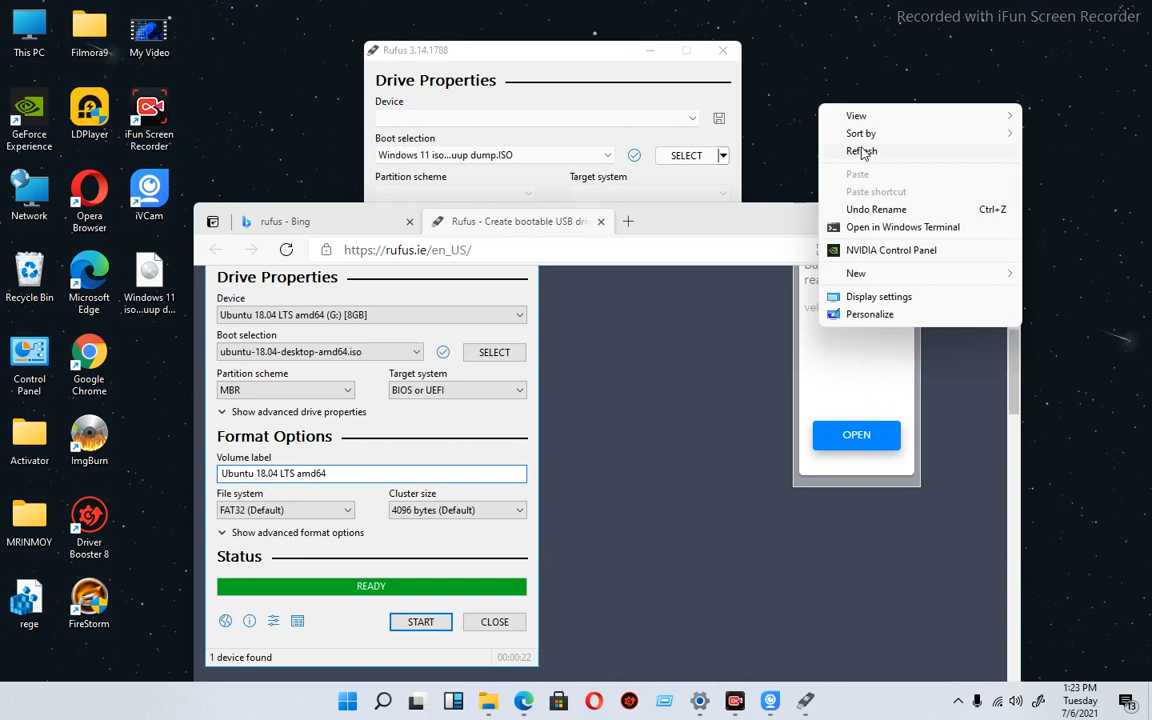 Recorded with iFun Screen Recorder
This PC
Filmora9
My Video
GeForce
Experience
LDPlayer
iFun Screen
Recorder
Network
Opera
Browser
iVCam
Recycle Bin
Microsoft
Edge
Windows 11
iso...uup d...
Control
Panel
Google
Chrome
Activator
ImgBurn
MRINMOY
Driver
Booster 8
rege
FireStorm
Rufus 3.14.1788
Drive Properties
Device
Boot selection
Windows 11 iso...uup dump.ISO
SELECT
Partition scheme
Target system
rufus - Bing
Rufus - Create bootable USB dri
https://rufus.ie/en_US/
Drive Properties
Device
Ubuntu 18.04 LTS amd64 (G:) [8GB]
Boot selection
ubuntu-18.04-desktop-amd64.iso
SELECT
Partition scheme
Target system
MBR
BIOS or UEFI
Show advanced drive properties
Format Options
Volume label
Ubuntu 18.04 LTS amd64
File system
Cluster size
FAT32 (Default)
4096 bytes (Default)
Show advanced format options
Status
READY
START
CLOSE
1 device found
00:00:22
View
Sort by
Refresh
Paste
Paste shortcut
Undo Rename Ctrl+Z
Open in Windows Terminal
NVIDIA Control Panel
New
Display settings
Personalize
OPEN
1:23 PM
Tuesday
7/6/2021
13